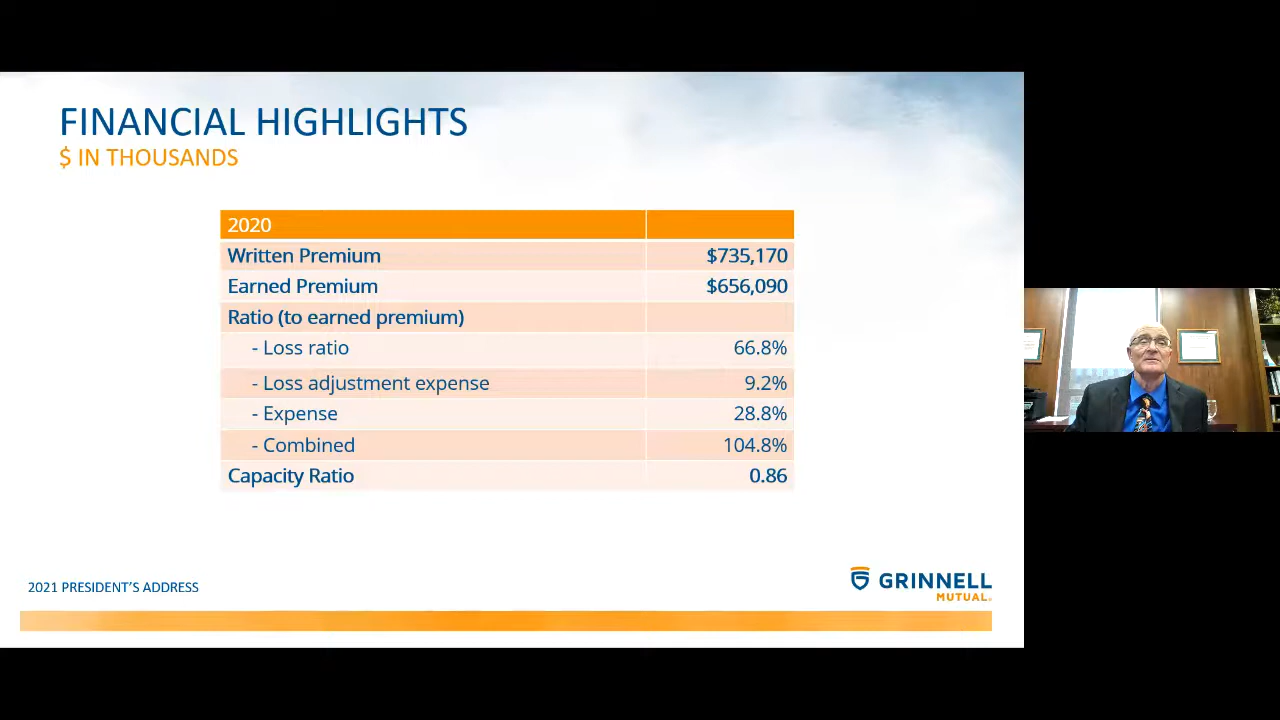 FINANCIAL HIGHLIGHTS
$ IN THOUSANDS
2020
Written Premium $735,170
Earned Premium $656,090
Ratio (to earned premium)
- Loss ratio 66.8%
- Loss adjustment expense 9.2%
- Expense 28.8%
- Combined 104.8%
Capacity Ratio 0.86
2021 PRESIDENT'S ADDRESS
GRINNELL
MUTUAL®